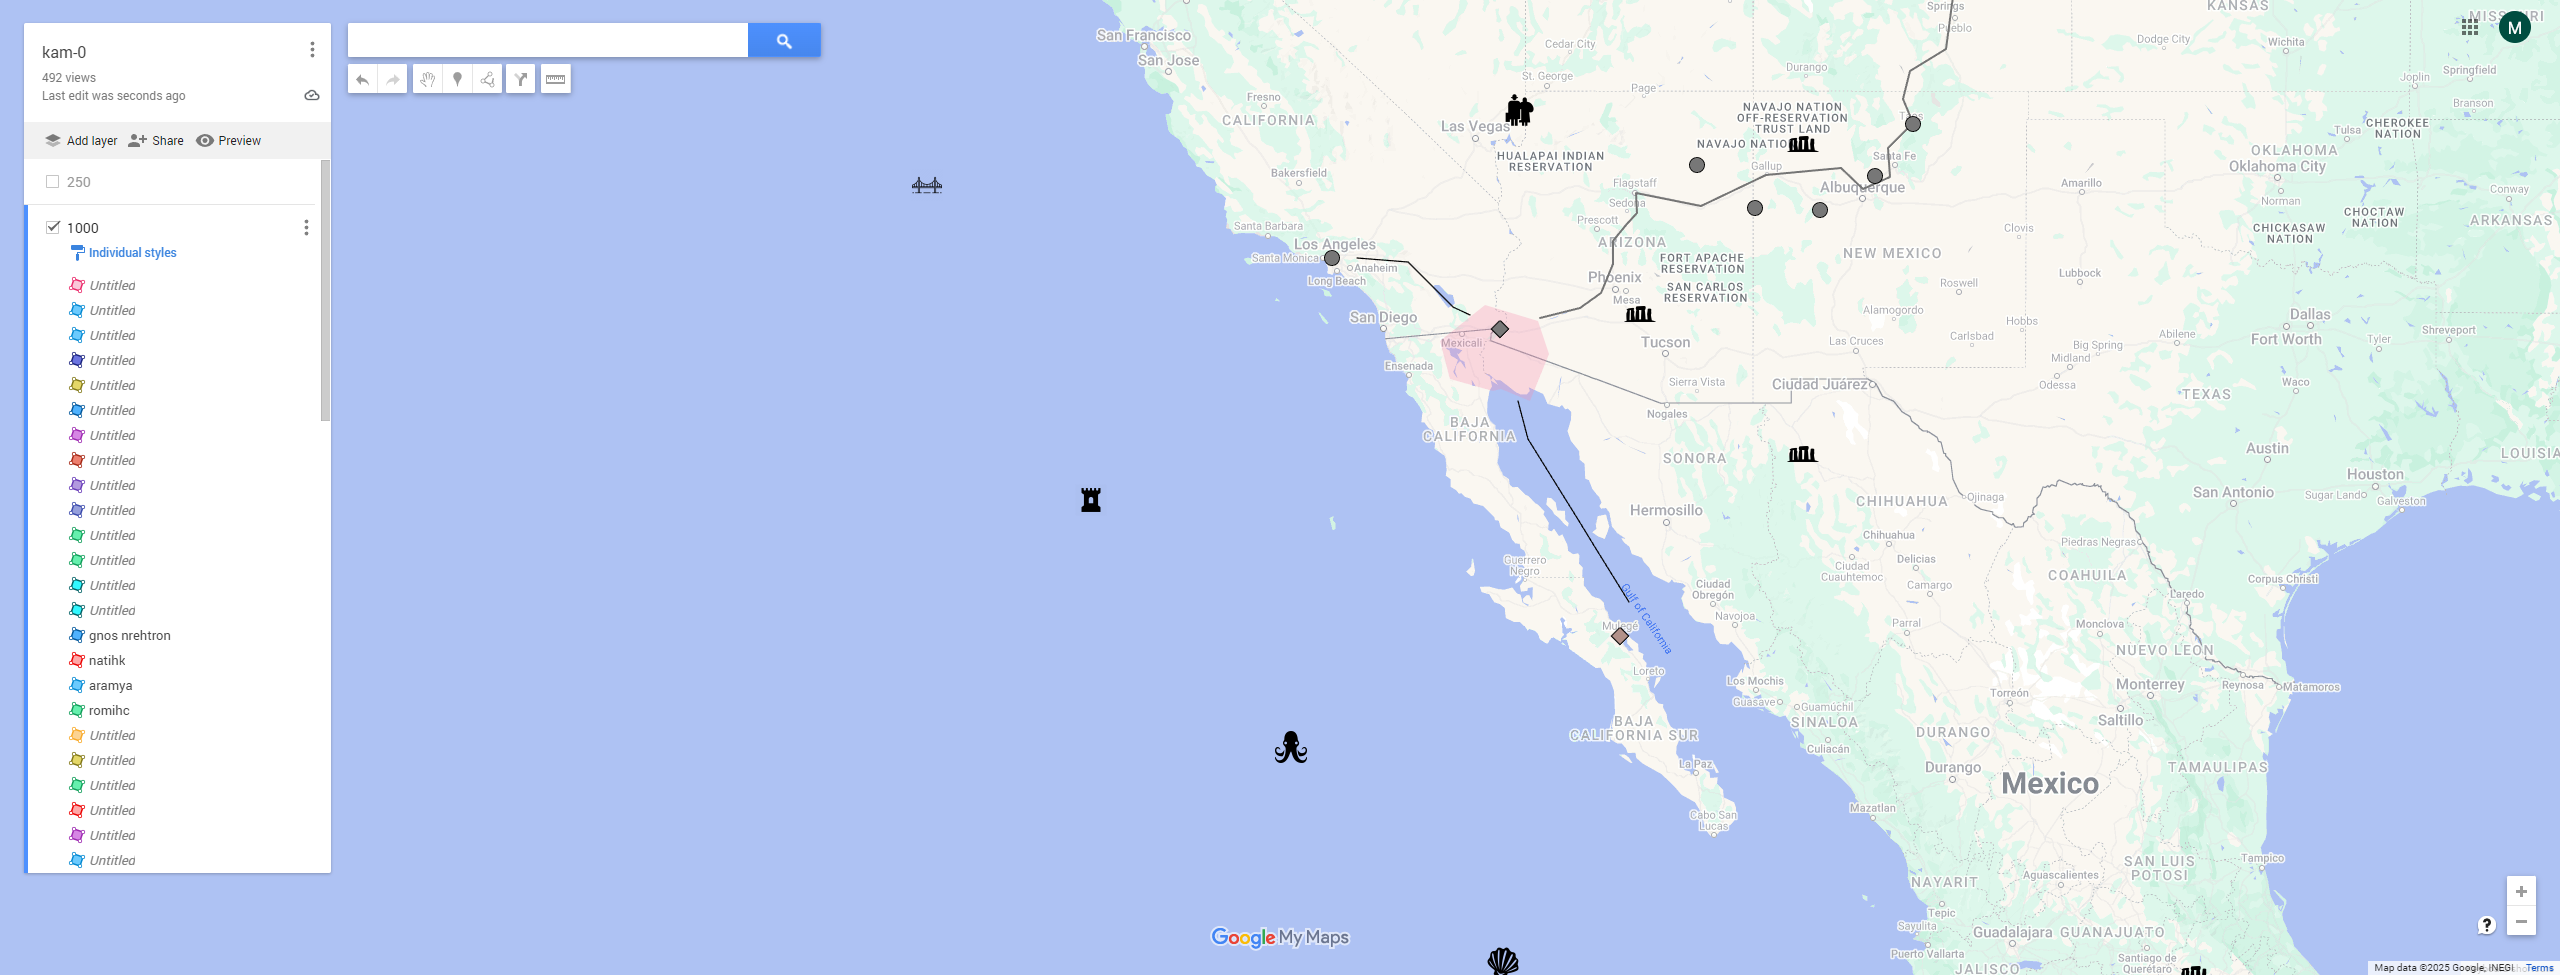 kam-0
492 views
Last edit was seconds ago
Add layer
Share
Preview
250
1000
Individual styles
Untitled
Untitled
Untitled
Untitled
Untitled
Untitled
Untitled
Untitled
Untitled
Untitled
Untitled
Untitled
Untitled
Untitled
gnos nrehtron
natihk
aramya
romihc
Untitled
Untitled
Untitled
Untitled
Untitled
Untitled
M
San Francisco
San Jose
Fresno
CALIFORNIA
Bakersfield
Santa Barbara
Los Angeles
Santa Monica
Anaheim
Long Beach
San Diego
Mexicali
Ensenada
Las Vegas
Cedar City
St. George
Page
Durango
Springs
Pueblo
KANSAS
MISSOURI
Dodge City
Wichita
Joplin
Springfield
Branson
NAVAJO NATION
OFF-RESERVATION
TRUST LAND
NAVAJO NATION
HUALAPAI INDIAN
RESERVATION
Gallup
Santa Fe
Albuquerque
Flagstaff
Sedona
Prescott
ARIZONA
FORT APACHE
RESERVATION
SAN CARLOS
RESERVATION
Phoenix
Mesa
Tucson
Sierra Vista
Nogales
NEW MEXICO
Roswell
Clovis
Alamogordo
Hobbs
Carlsbad
Las Cruces
Ciudad Juárez
CHEROKEE
NATION
Tulsa
OKLAHOMA
Oklahoma City
Amarillo
Norman
CHOCTAW
NATION
CHICKASAW
NATION
Conway
ARKANSAS
Lubbock
Dallas
Fort Worth
Abilene
Tyler
Shreveport
Big Spring
Midland
Odessa
Waco
TEXAS
Austin
Houston
San Antonio
Sugar Land
Galveston
LOUISIA
BAJA
CALIFORNIA
SONORA
Hermosillo
CHIHUAHUA
Ojinaga
Chihuahua
Delicias
Ciudad
Cuauhtemoc
Camargo
Piedras Negras
COAHUILA
Corpus Christi
Laredo
Guerrero
Negro
Ciudad
Obregón
Navojoa
Parral
Monclova
Gulf of California
Mulegé
Loreto
Los Mochis
Guasave
Guamúchil
SINALOA
Culiacán
Torreón
NUEVO LEON
Monterrey
Reynosa
Matamoros
Saltillo
BAJA
CALIFORNIA SUR
La Paz
DURANGO
Durango
TAMAULIPAS
Mexico
Mazatlan
Cabo San
Lucas
SAN LUIS
POTOSI
Tampico
Aguascalientes
NAYARIT
Tepic
Sayulita
Puerto Vallarta
Guadalajara
GUANAJUATO
JALISCO
Santiago de
Querétaro
Google My Maps
Map data ©2025 Google, INEGI
Terms